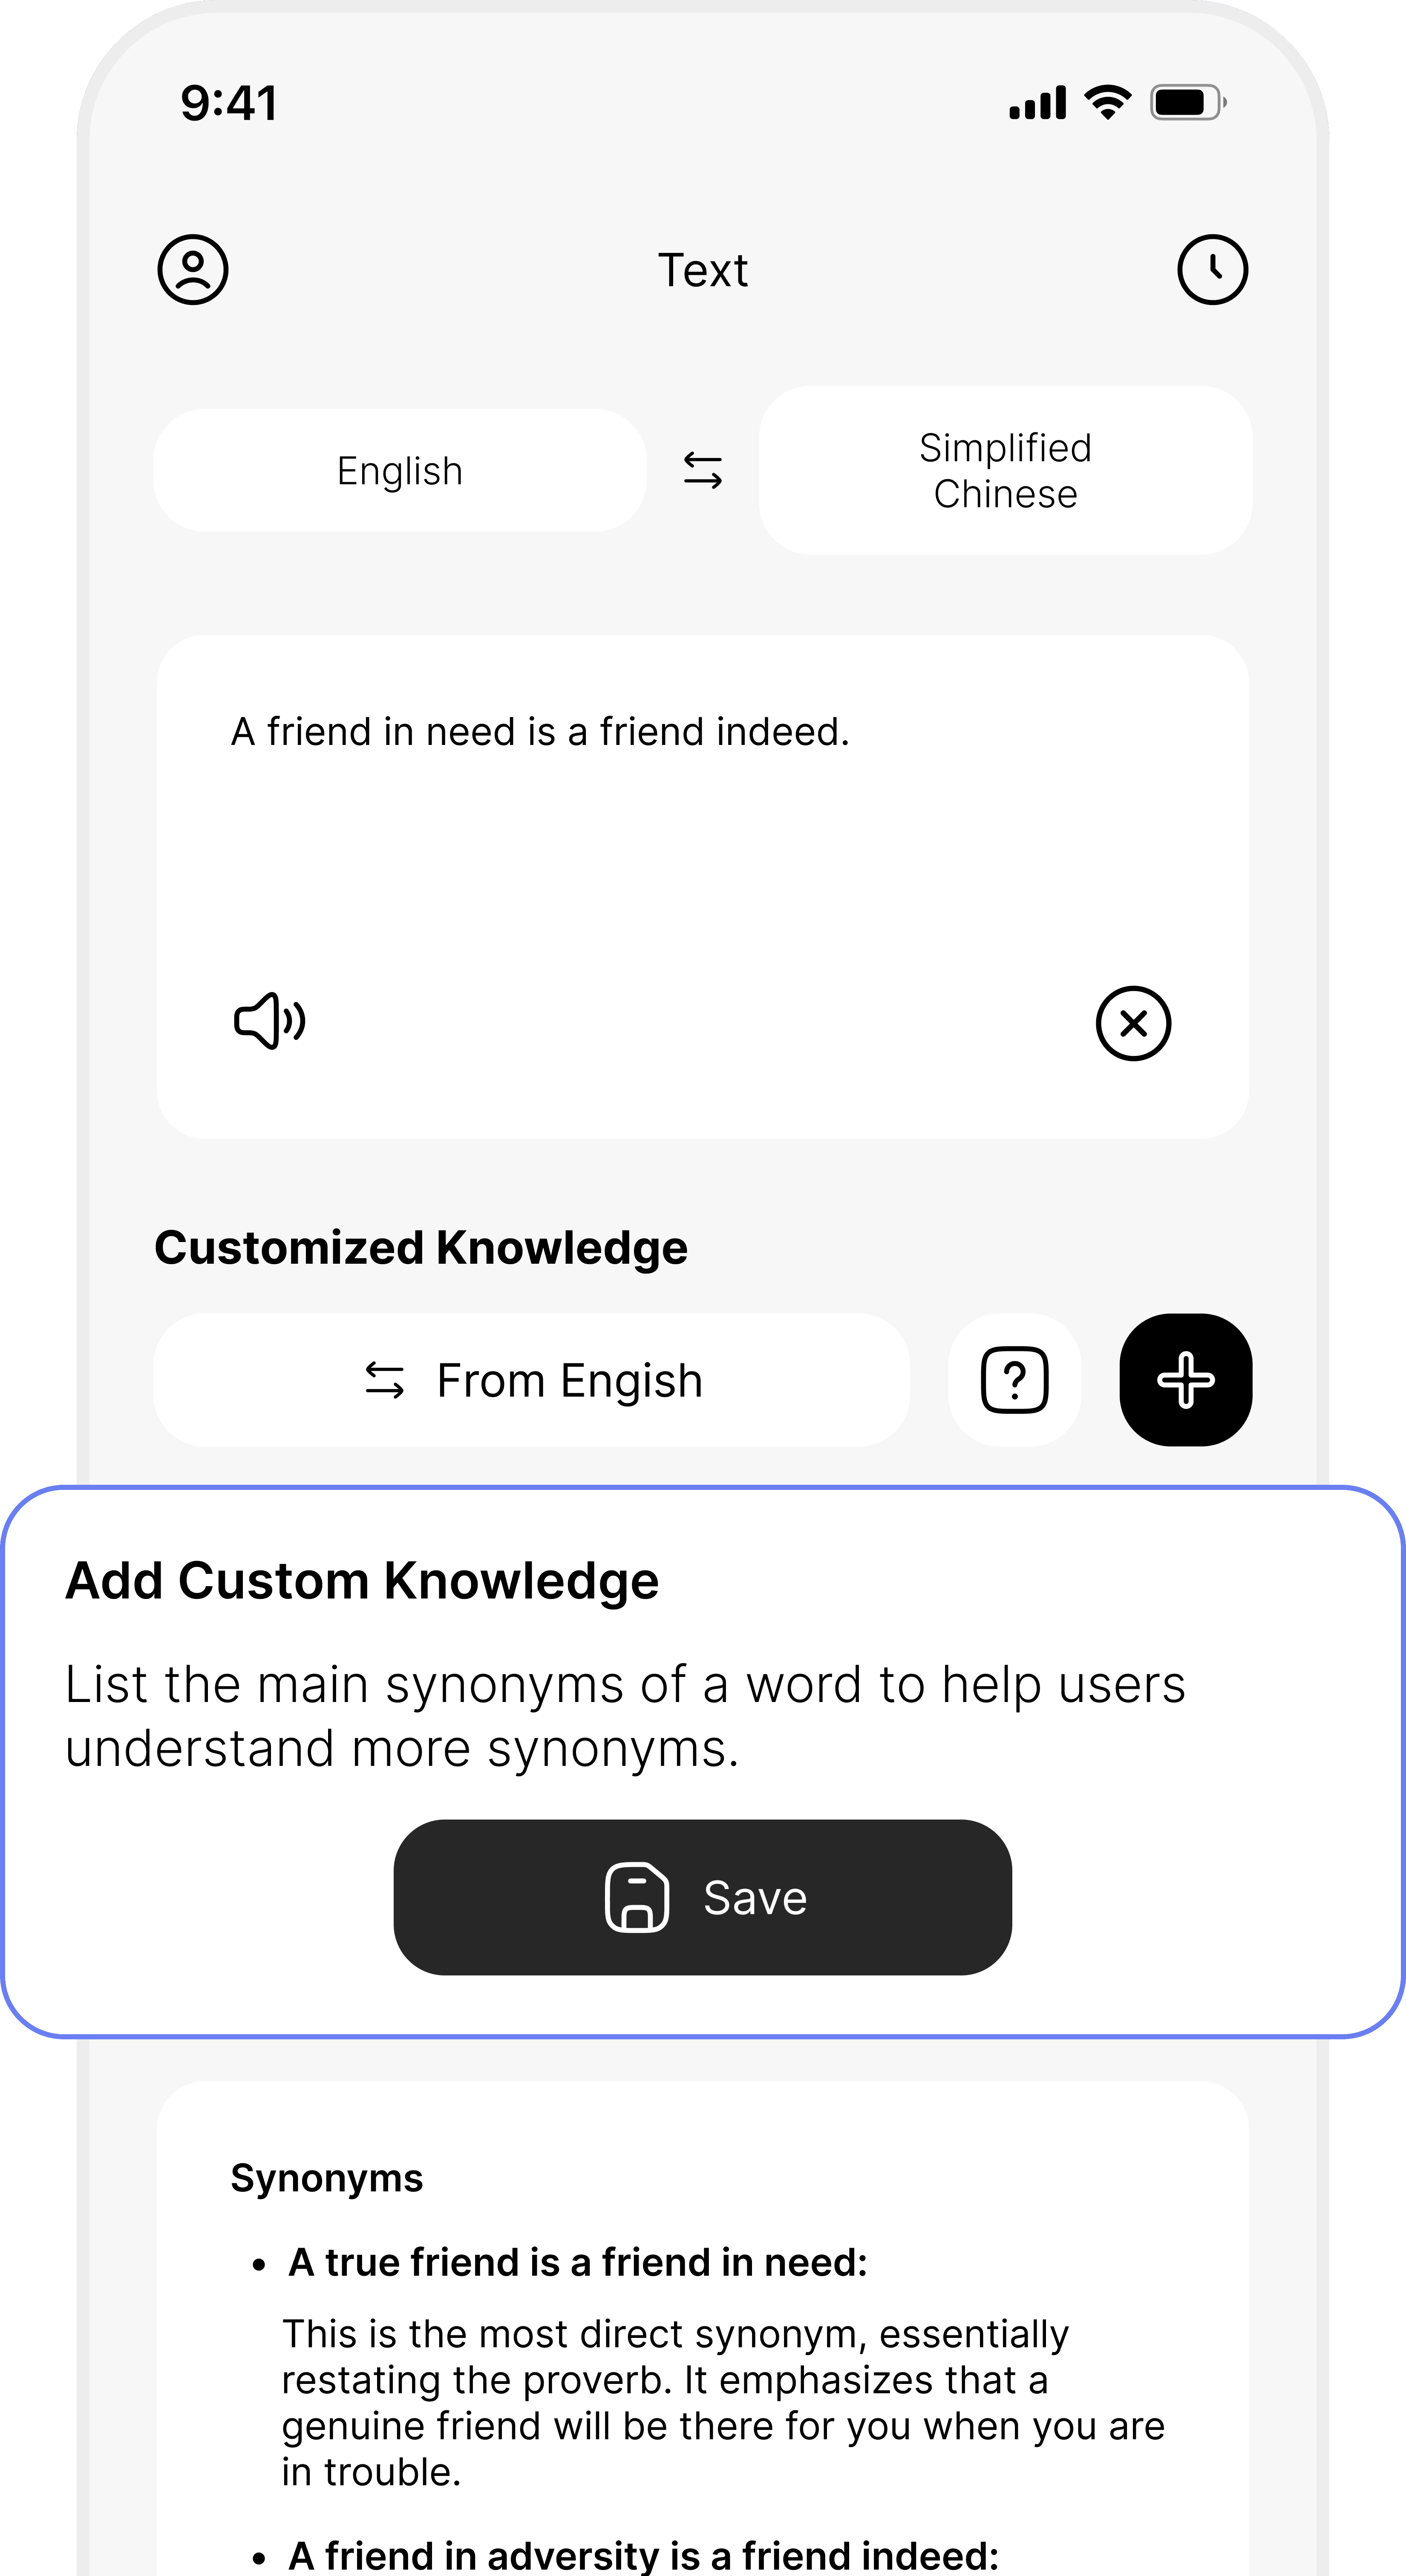 9:41
Text
English
Simplified
Chinese
A friend in need is a friend indeed.
Customized Knowledge
From Engish
Add Custom Knowledge
List the main synonyms of a word to help users
understand more synonyms.
Save
Synonyms
• A true friend is a friend in need:
This is the most direct synonym, essentially
restating the proverb. It emphasizes that a
genuine friend will be there for you when you are
in trouble.
• A friend in adversity is a friend indeed: